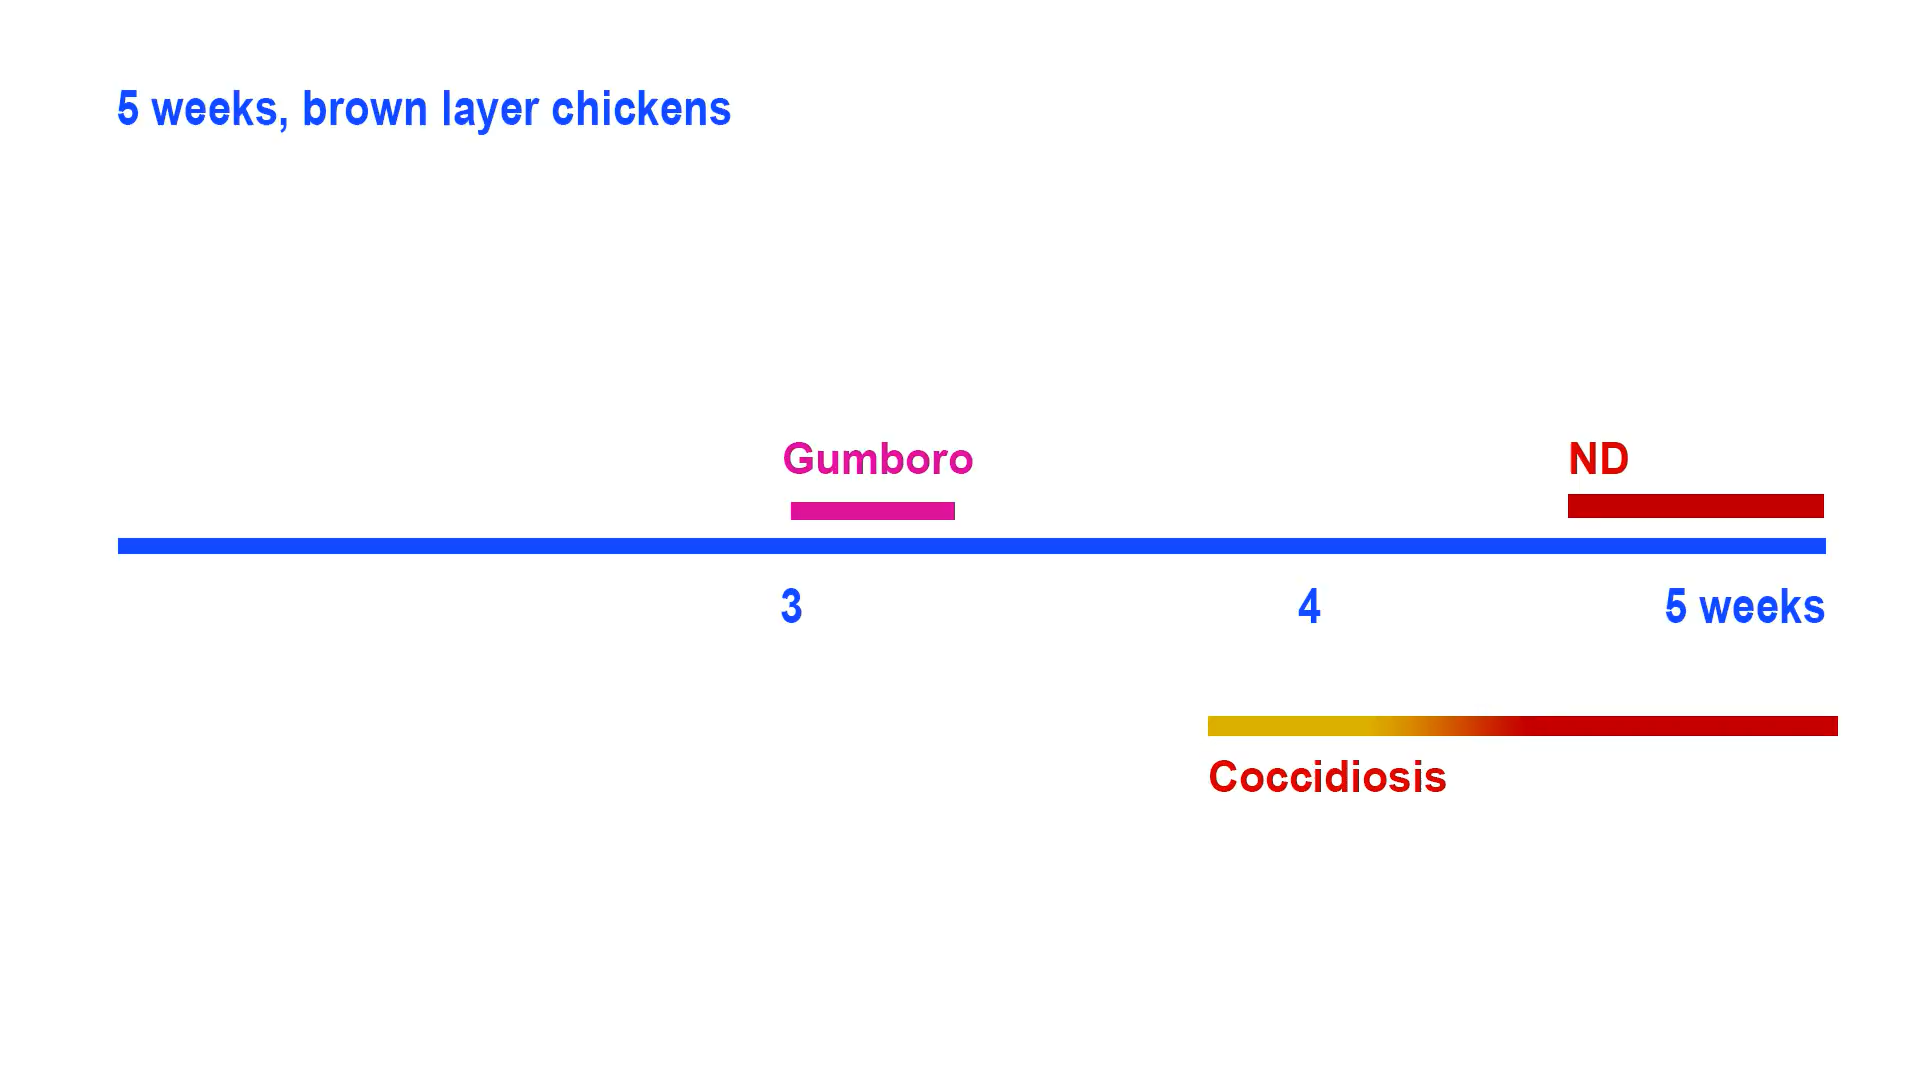 5 weeks, brown layer chickens
Gumboro
ND
3
4
5 weeks
Coccidiosis